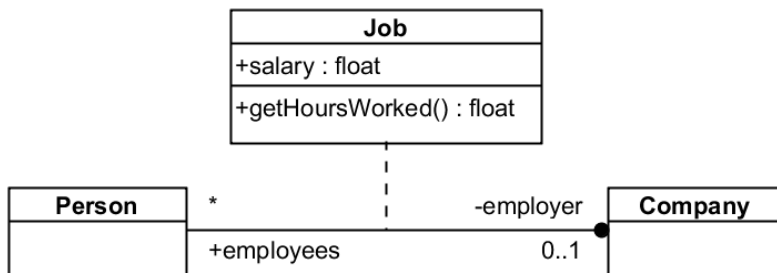 Job
+salary : float
+getHoursWorked() : float
Person
*
-employer
Company
+employees
0..1